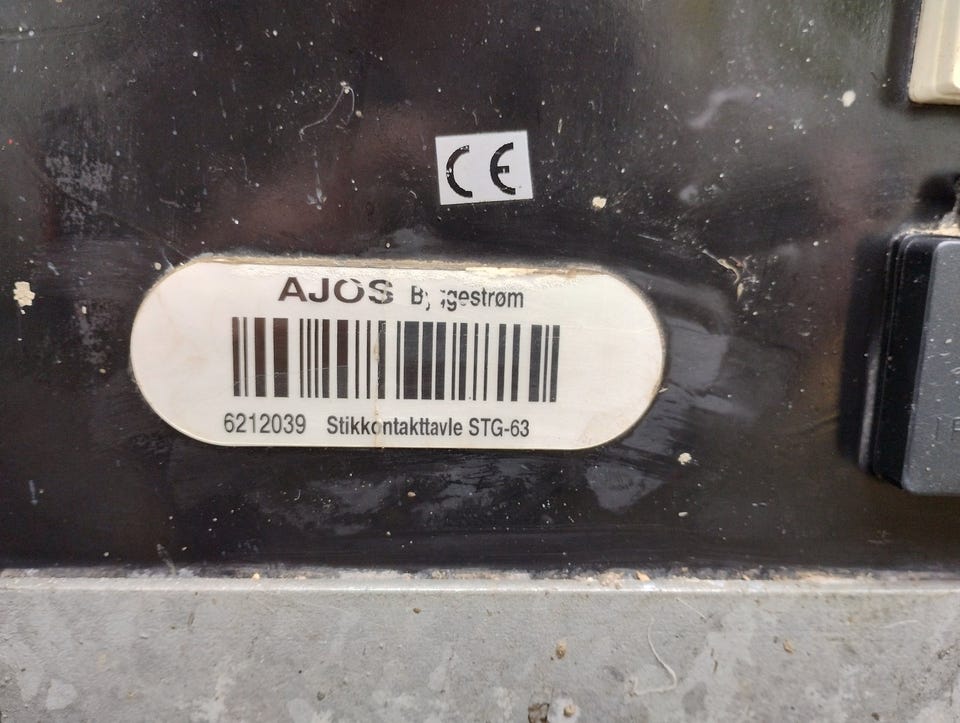 CE
AJOS Byggestrøm
6212039 Stikkontakttavle STG-63